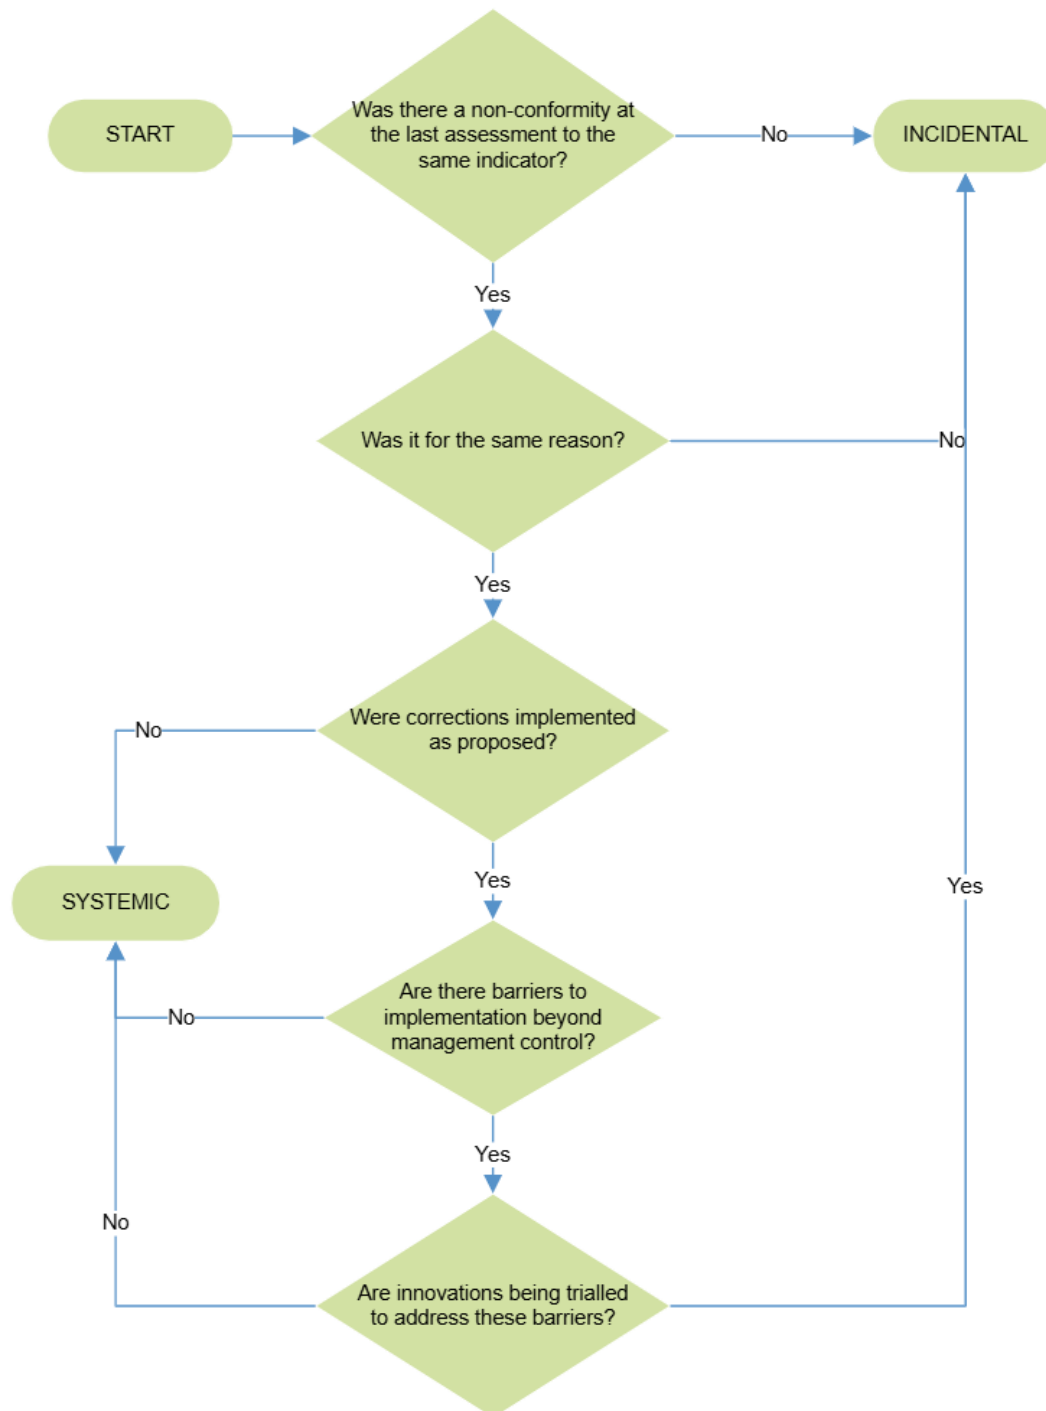 START
Was there a non-conformity at
the last assessment to the
same indicator?
No
INCIDENTAL
Yes
Was it for the same reason?
No
Yes
Were corrections implemented
as proposed?
No
Yes
SYSTEMIC
Yes
Are there barriers to
implementation beyond
management control?
No
Yes
No
Are innovations being trialled
to address these barriers?